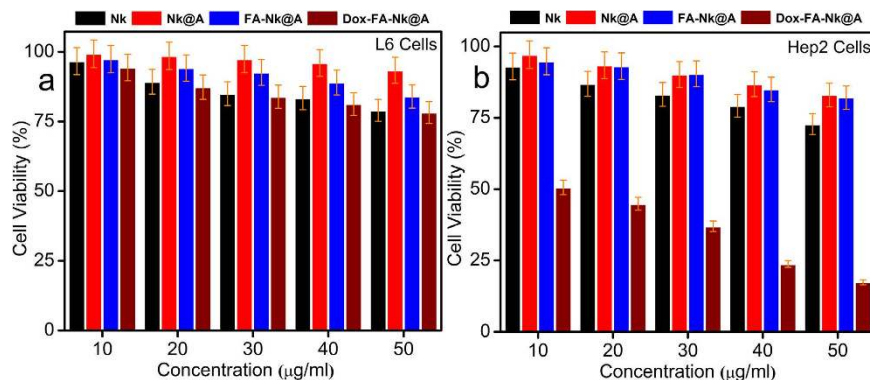 Nk Nk@A FA-Nk@A Dox-FA-Nk@A
L6 Cells
a
100
75
50
25
0
Cell Viability (%)
10 20 30 40 50
Concentration (µg/ml)
Nk Nk@A FA-Nk@A Dox-FA-Nk@A
Hep2 Cells
b
100
75
50
25
0
Cell Viability (%)
10 20 30 40 50
Concentration (µg/ml)